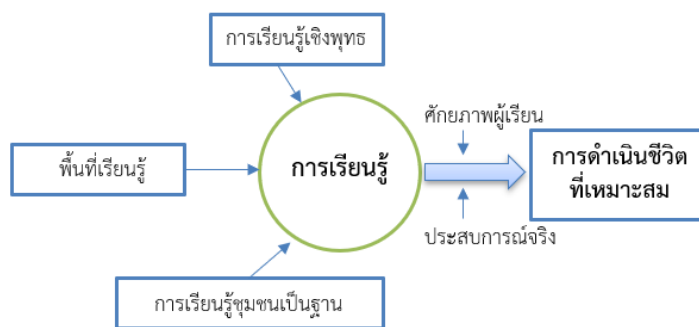 การเรียนรู้เชิงพุทธ
ศักยภาพผู้เรียน
พื้นที่เรียนรู้
การเรียนรู้
การดำเนินชีวิต
ที่เหมาะสม
ประสบการณ์จริง
การเรียนรู้ชุมชนเป็นฐาน